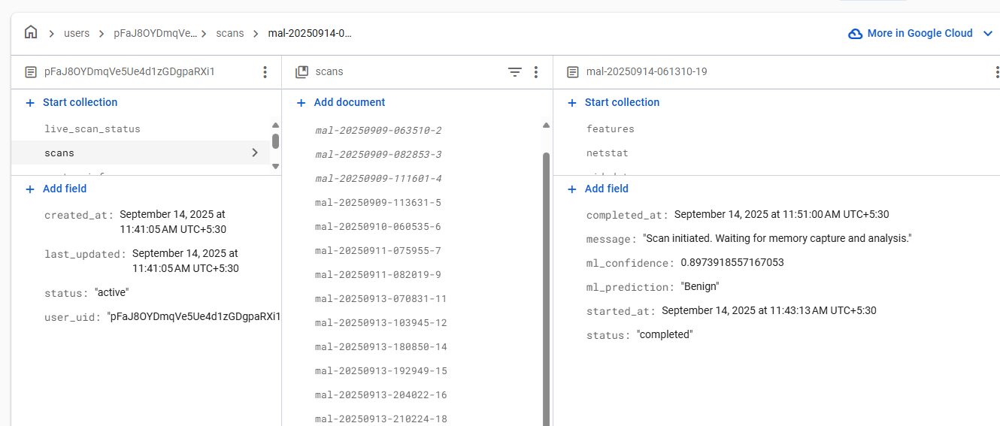 users
pFaJ8OYDmqVe...
scans
mal-20250914-0...
More in Google Cloud
pFaJ8OYDmqVe5Ue4d1zGDgpaRXi1
Start collection
live_scan_status
scans
Add field
created_at: September 14, 2025 at
11:41:05 AM UTC+5:30
last_updated: September 14, 2025 at
11:41:05 AM UTC+5:30
status: "active"
user_uid: "pFaJ8OYDmqVe5Ue4d1zGDgpaRXi1
scans
Add document
mal-20250909-063510-2
mal-20250909-082853-3
mal-20250909-111601-4
mal-20250909-113631-5
mal-20250910-060535-6
mal-20250911-075955-7
mal-20250911-082019-9
mal-20250913-070831-11
mal-20250913-103945-12
mal-20250913-180850-14
mal-20250913-192949-15
mal-20250913-204022-16
mal-20250913-210224-18
mal-20250914-061310-19
Start collection
features
netstat
Add field
completed_at: September 14, 2025 at 11:51:00 AM UTC+5:30
message: "Scan initiated. Waiting for memory capture and analysis."
ml_confidence: 0.8973918557167053
ml_prediction: "Benign"
started_at: September 14, 2025 at 11:43:13 AM UTC+5:30
status: "completed"